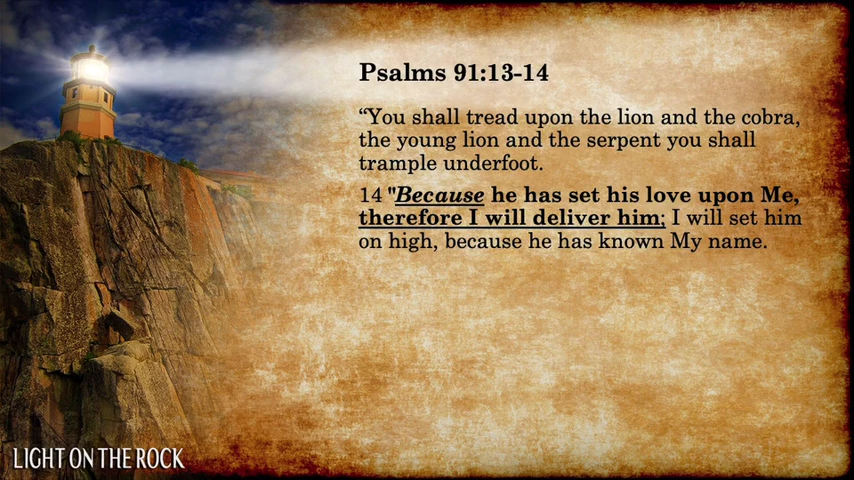 Psalms 91:13-14
“You shall tread upon the lion and the cobra,
the young lion and the serpent you shall
trample underfoot.
14 "Because he has set his love upon Me,
therefore I will deliver him; I will set him
on high, because he has known My name.
LIGHT ON THE ROCK